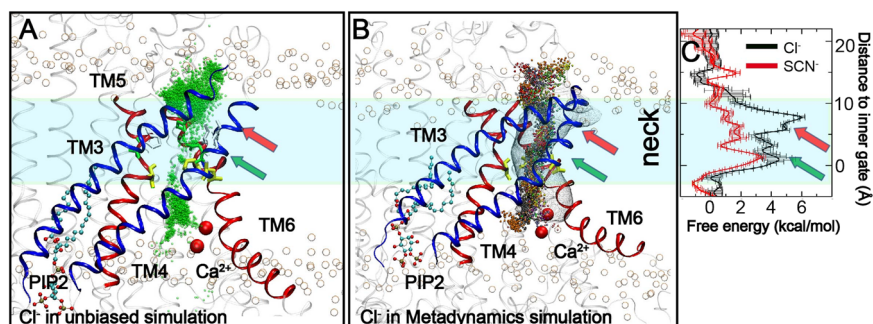 A
TM5
TM3
TM6
TM4
Ca²⁺
PIP2
Cl⁻ in unbiased simulation
B
TM3
neck
TM6
TM4
Ca²⁺
PIP2
Cl⁻ in Metadynamics simulation
C
Cl⁻
SCN⁻
20
10
0
Distance to inner gate (Å)
0 2 4 6
Free energy (kcal/mol)